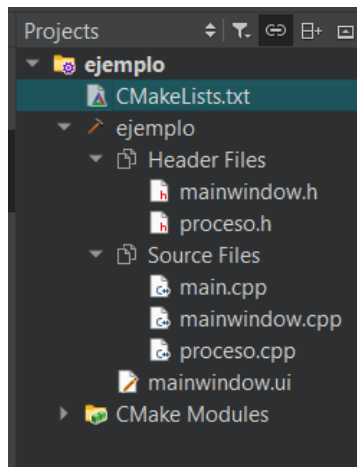 Projects
ejemplo
CMakeLists.txt
ejemplo
Header Files
mainwindow.h
proceso.h
Source Files
main.cpp
mainwindow.cpp
proceso.cpp
mainwindow.ui
CMake Modules